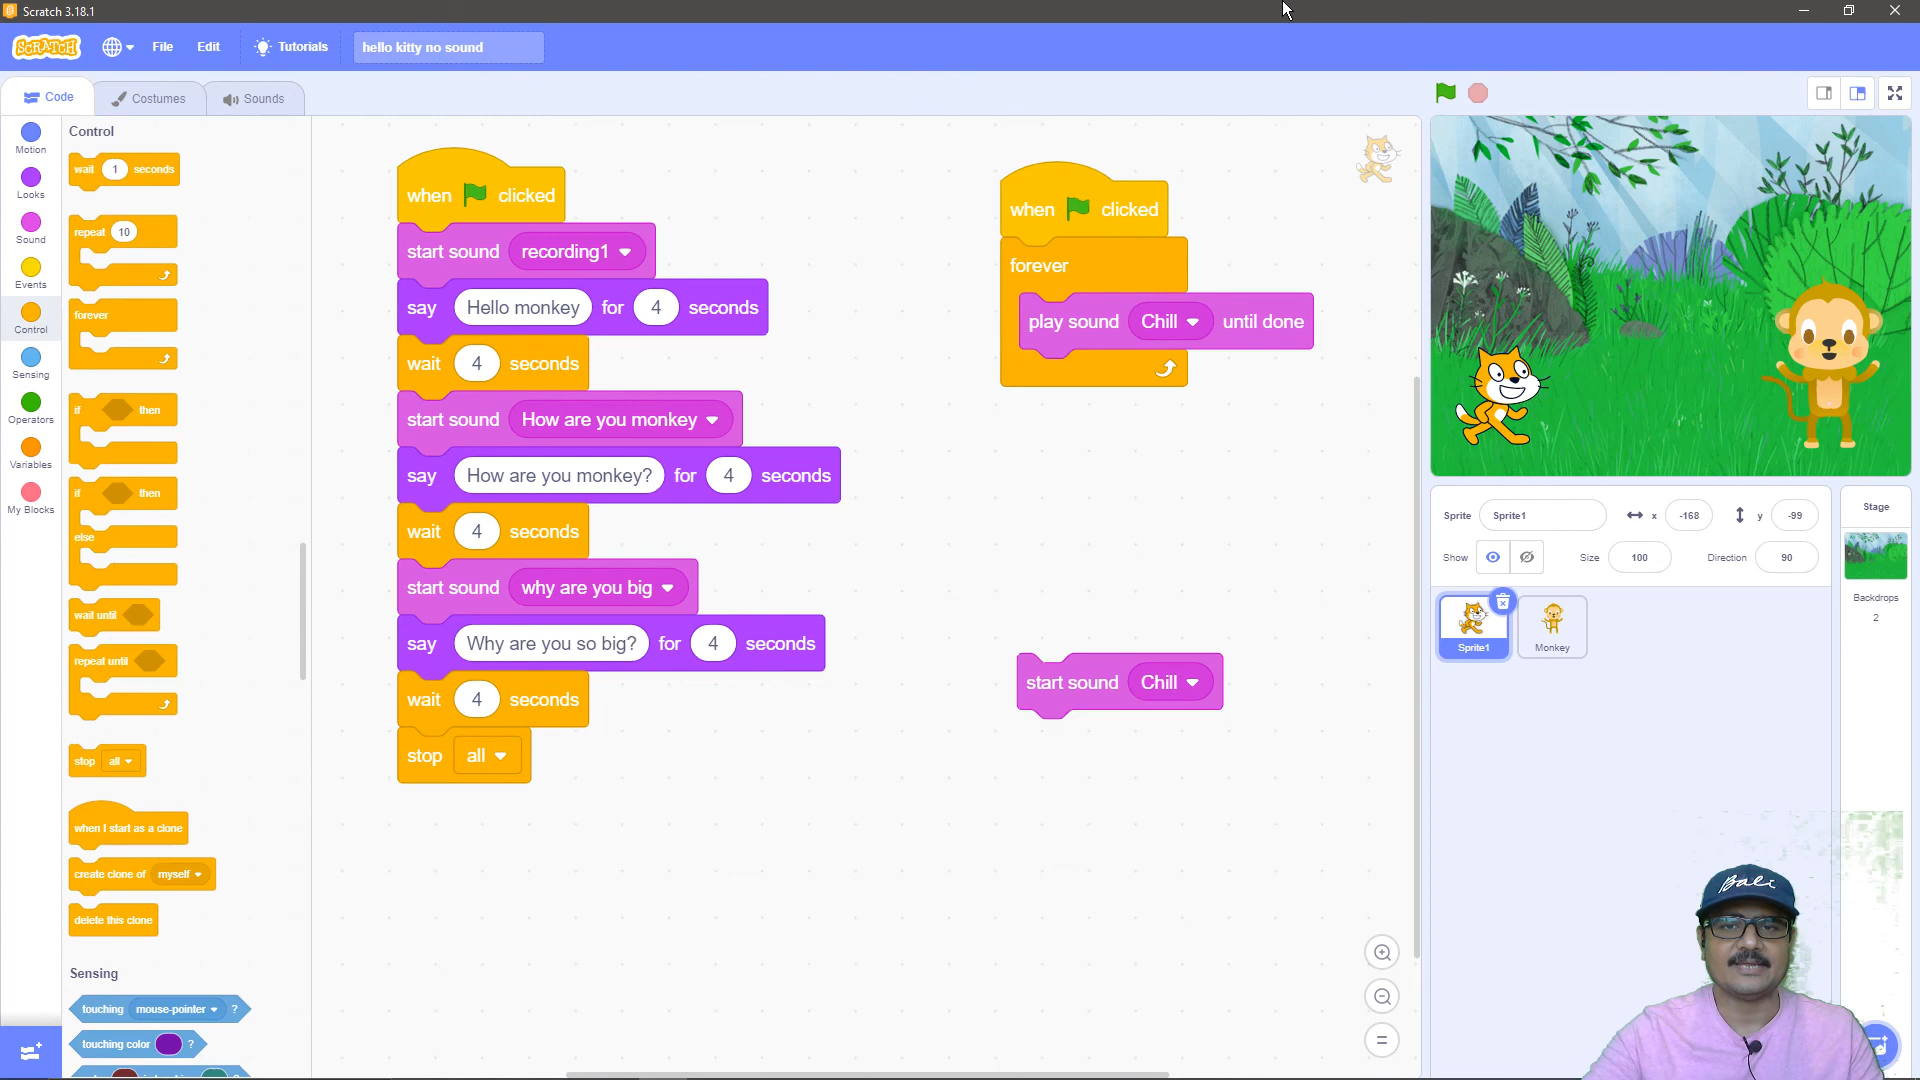 Scratch 3.18.1
SCRATCH
File
Edit
Tutorials
hello kitty no sound
Code
Costumes
Sounds
Motion
Looks
Sound
Events
Control
Sensing
Operators
Variables
My Blocks
Control
wait 1 seconds
repeat 10
forever
if then
if then
else
wait until
repeat until
stop all
when I start as a clone
create clone of myself
delete this clone
Sensing
touching mouse-pointer ?
touching color ?
when clicked
start sound recording1
say Hello monkey for 4 seconds
wait 4 seconds
start sound How are you monkey
say How are you monkey? for 4 seconds
wait 4 seconds
start sound why are you big
say Why are you so big? for 4 seconds
wait 4 seconds
stop all
when clicked
forever
play sound Chill until done
start sound Chill
Sprite Sprite1 x -168 y -99
Show Size 100 Direction 90
Sprite1
Monkey
Stage
Backdrops
2
Bali